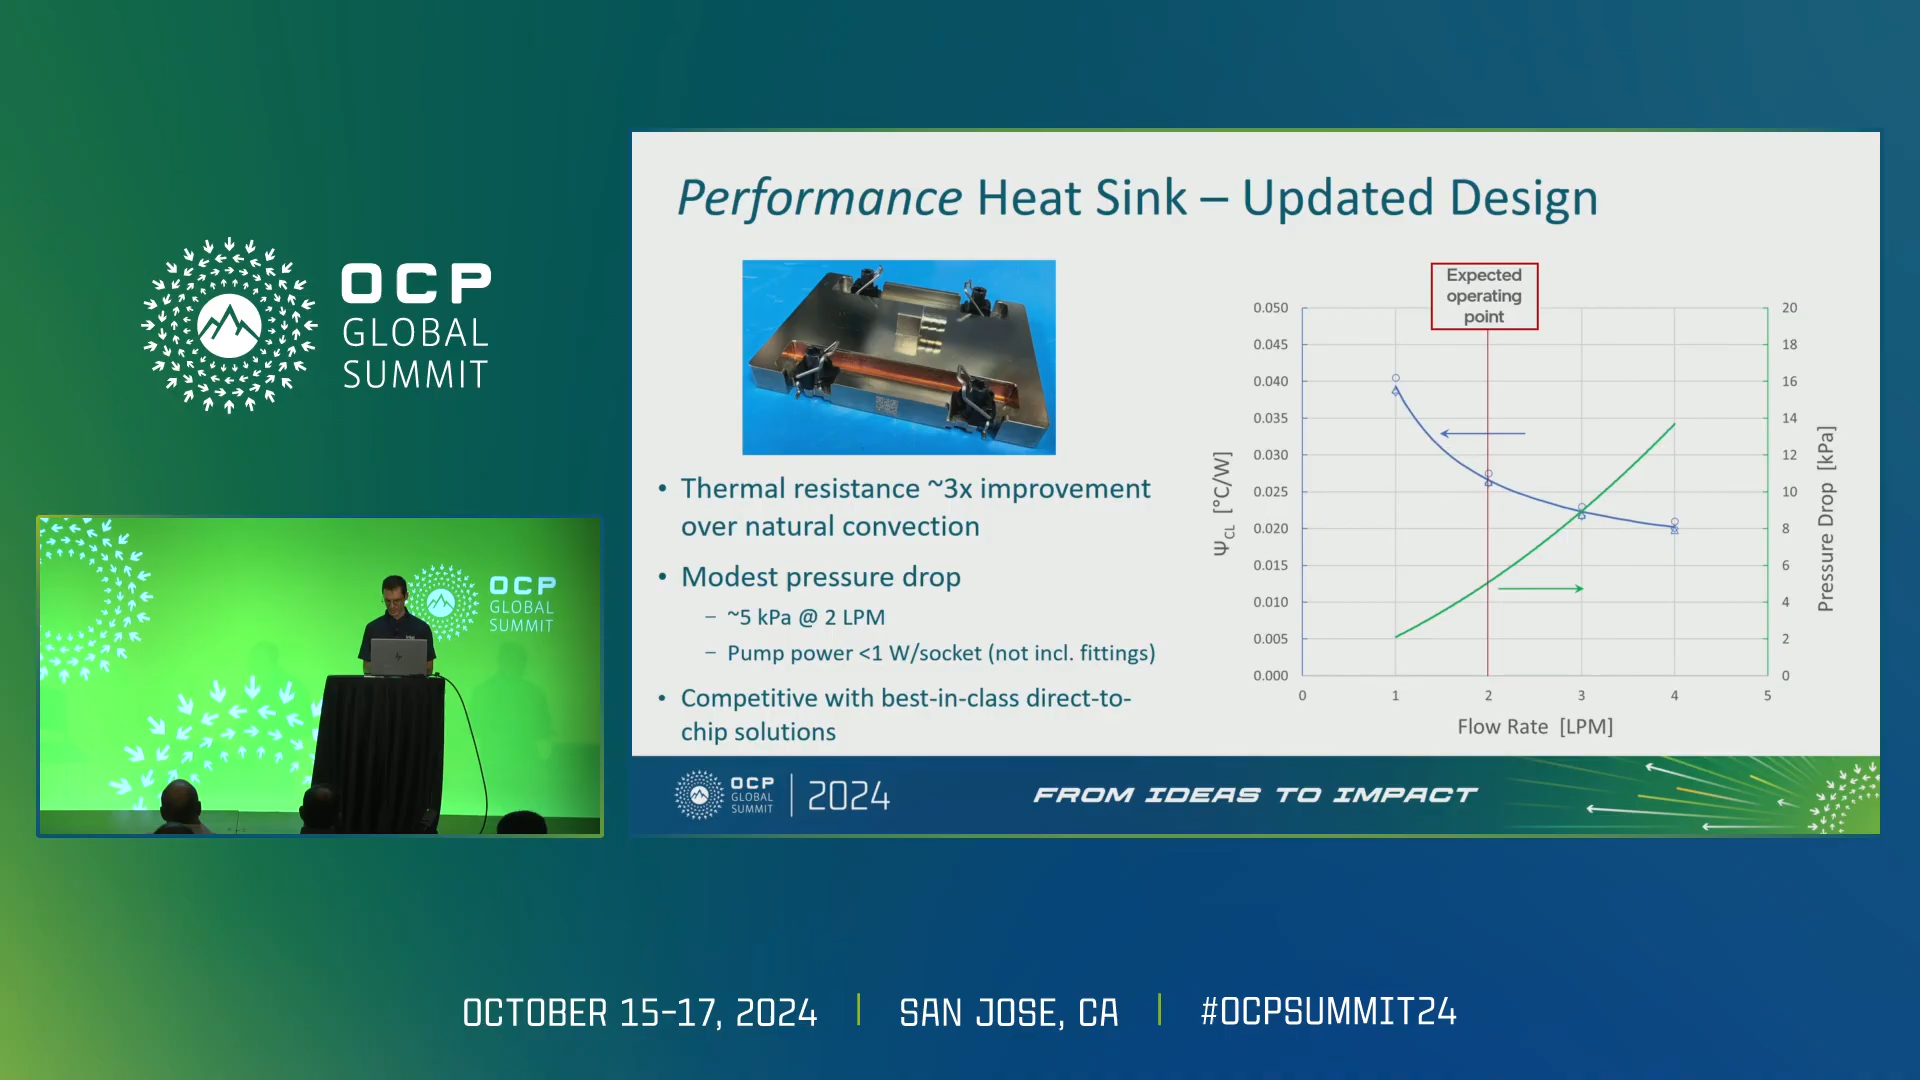 OCP
GLOBAL
SUMMIT
OCP
GLOBAL
SUMMIT
Performance Heat Sink – Updated Design
• Thermal resistance ~3x improvement
over natural convection
• Modest pressure drop
– ~5 kPa @ 2 LPM
– Pump power <1 W/socket (not incl. fittings)
• Competitive with best-in-class direct-to-
chip solutions
Expected
operating
point
0.050
0.045
0.040
0.035
0.030
0.025
0.020
0.015
0.010
0.005
0.000
ΨCL [°C/W]
20
18
16
14
12
10
8
6
4
2
0
Pressure Drop [kPa]
0 1 2 3 4 5
Flow Rate [LPM]
OCP
GLOBAL
SUMMIT
2024
FROM IDEAS TO IMPACT
OCTOBER 15-17, 2024 | SAN JOSE, CA | #OCPSUMMIT24